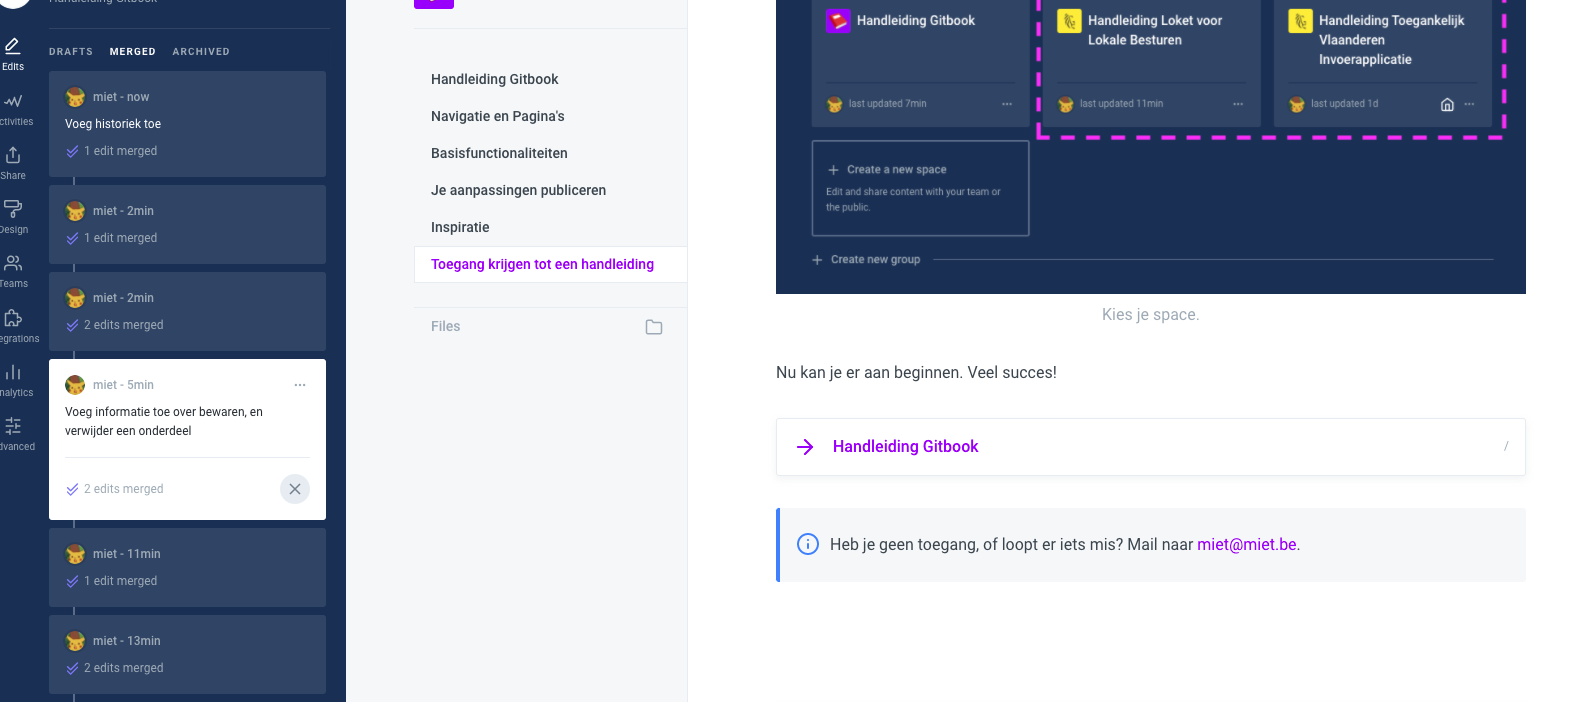 Handleiding Gitbook
DRAFTS MERGED ARCHIVED
Edits
ctivities
Share
Design
Teams
egrations
nalytics
dvanced
miet - now
Voeg historiek toe
1 edit merged
miet - 2min
1 edit merged
miet - 2min
2 edits merged
miet - 5min
Voeg informatie toe over bewaren, en
verwijder een onderdeel
2 edits merged
miet - 11min
1 edit merged
miet - 13min
2 edits merged
Handleiding Gitbook
Navigatie en Pagina's
Basisfunctionaliteiten
Je aanpassingen publiceren
Inspiratie
Toegang krijgen tot een handleiding
Files
Handleiding Gitbook
last updated 7min
Handleiding Loket voor
Lokale Besturen
last updated 11min
Handleiding Toegankelijk
Vlaanderen
Invoerapplicatie
last updated 1d
Create a new space
Edit and share content with your team or
the public.
Create new group
Kies je space.
Nu kan je er aan beginnen. Veel succes!
Handleiding Gitbook /
Heb je geen toegang, of loopt er iets mis? Mail naar miet@miet.be.